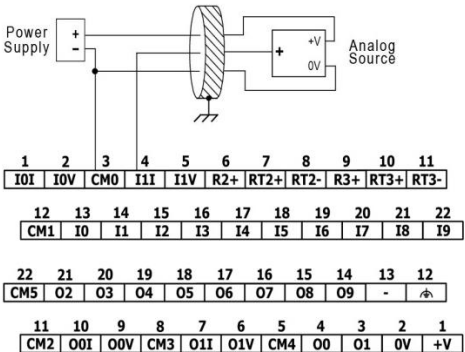 Power
Supply
+
-
+
+V
0V
Analog
Source
1 2 3 4 5 6 7 8 9 10 11
I0I I0V CM0 I1I I1V R2+ RT2+ RT2- R3+ RT3+ RT3-
12 13 14 15 16 17 18 19 20 21 22
CM1 I0 I1 I2 I3 I4 I5 I6 I7 I8 I9
22 21 20 19 18 17 16 15 14 13 12
CM5 O2 O3 O4 O5 O6 O7 O8 O9 -
11 10 9 8 7 6 5 4 3 2 1
CM2 O0I O0V CM3 O1I O1V CM4 O0 O1 0V +V